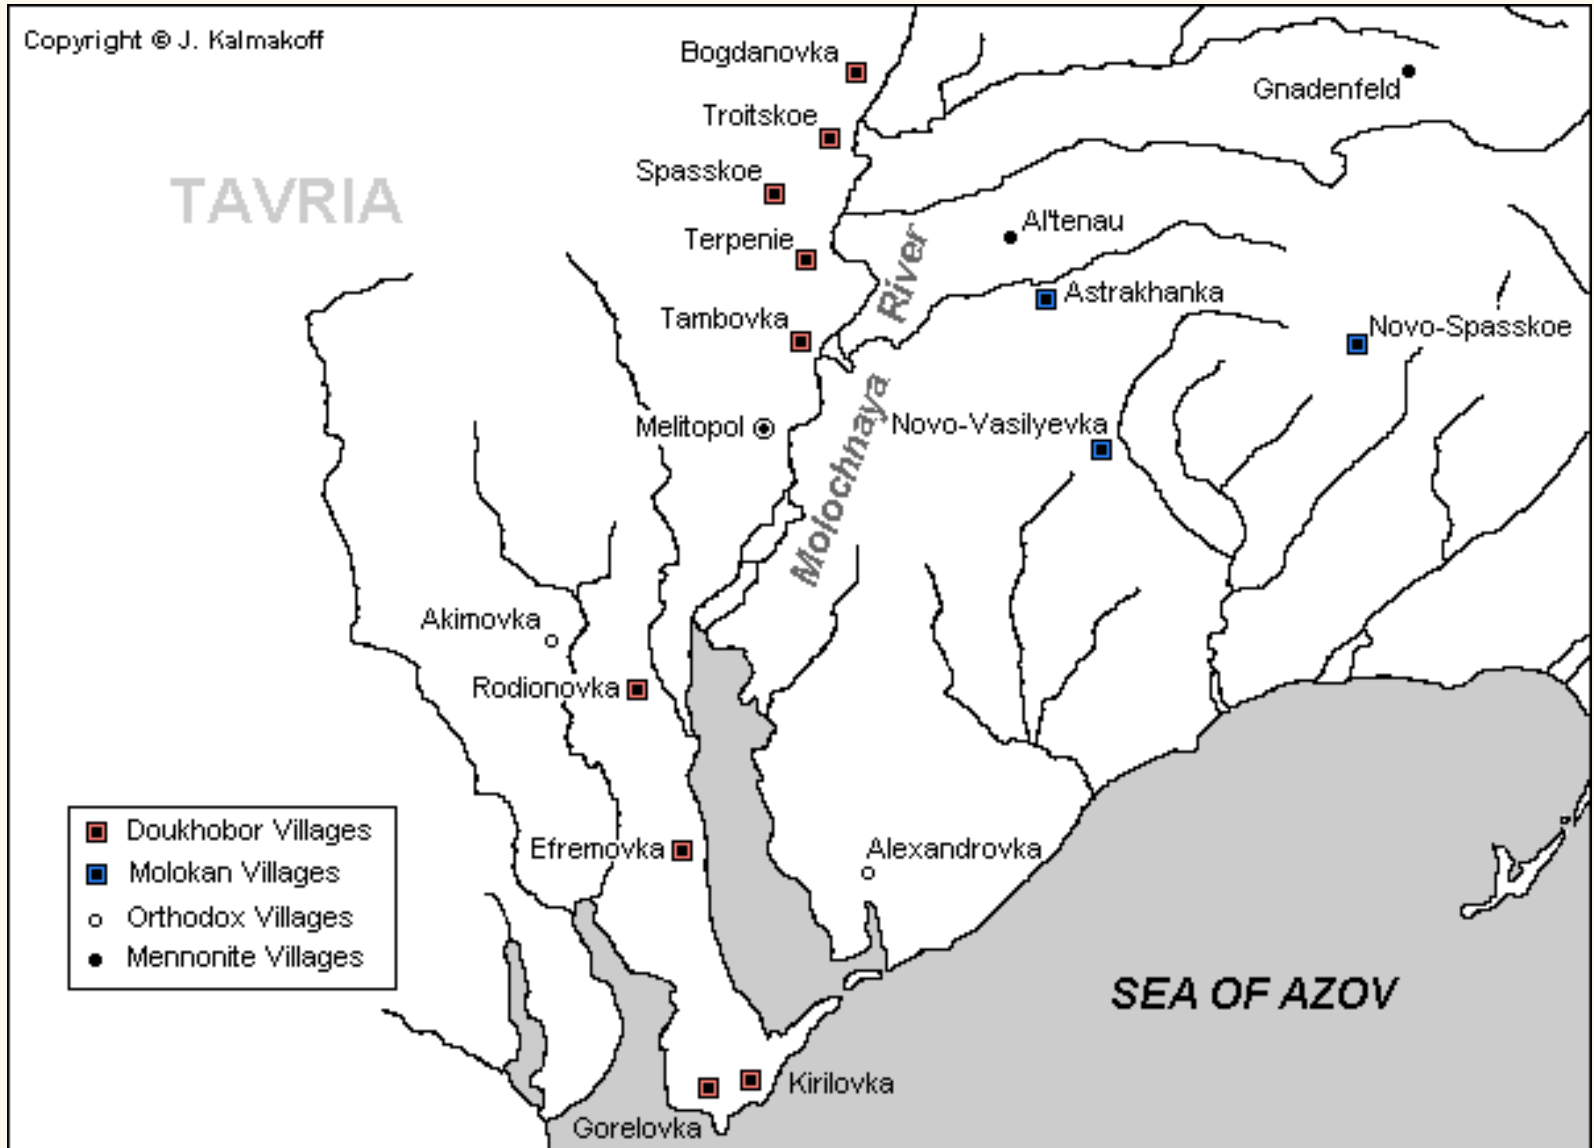 Copyright © J. Kalmakoff
Bogdanovka
Gnadenfeld
Troitskoe
Spasskoe
TAVRIA
Al'tenau
Terpenie
Astrakhanka
Tambovka
Novo-Spasskoe
Molochnaya River
Melitopol
Novo-Vasilyevka
Akimovka
Rodionovka
Efremovka
Alexandrovka
Doukhobor Villages
Molokan Villages
Orthodox Villages
Mennonite Villages
SEA OF AZOV
Kirilovka
Gorelovka